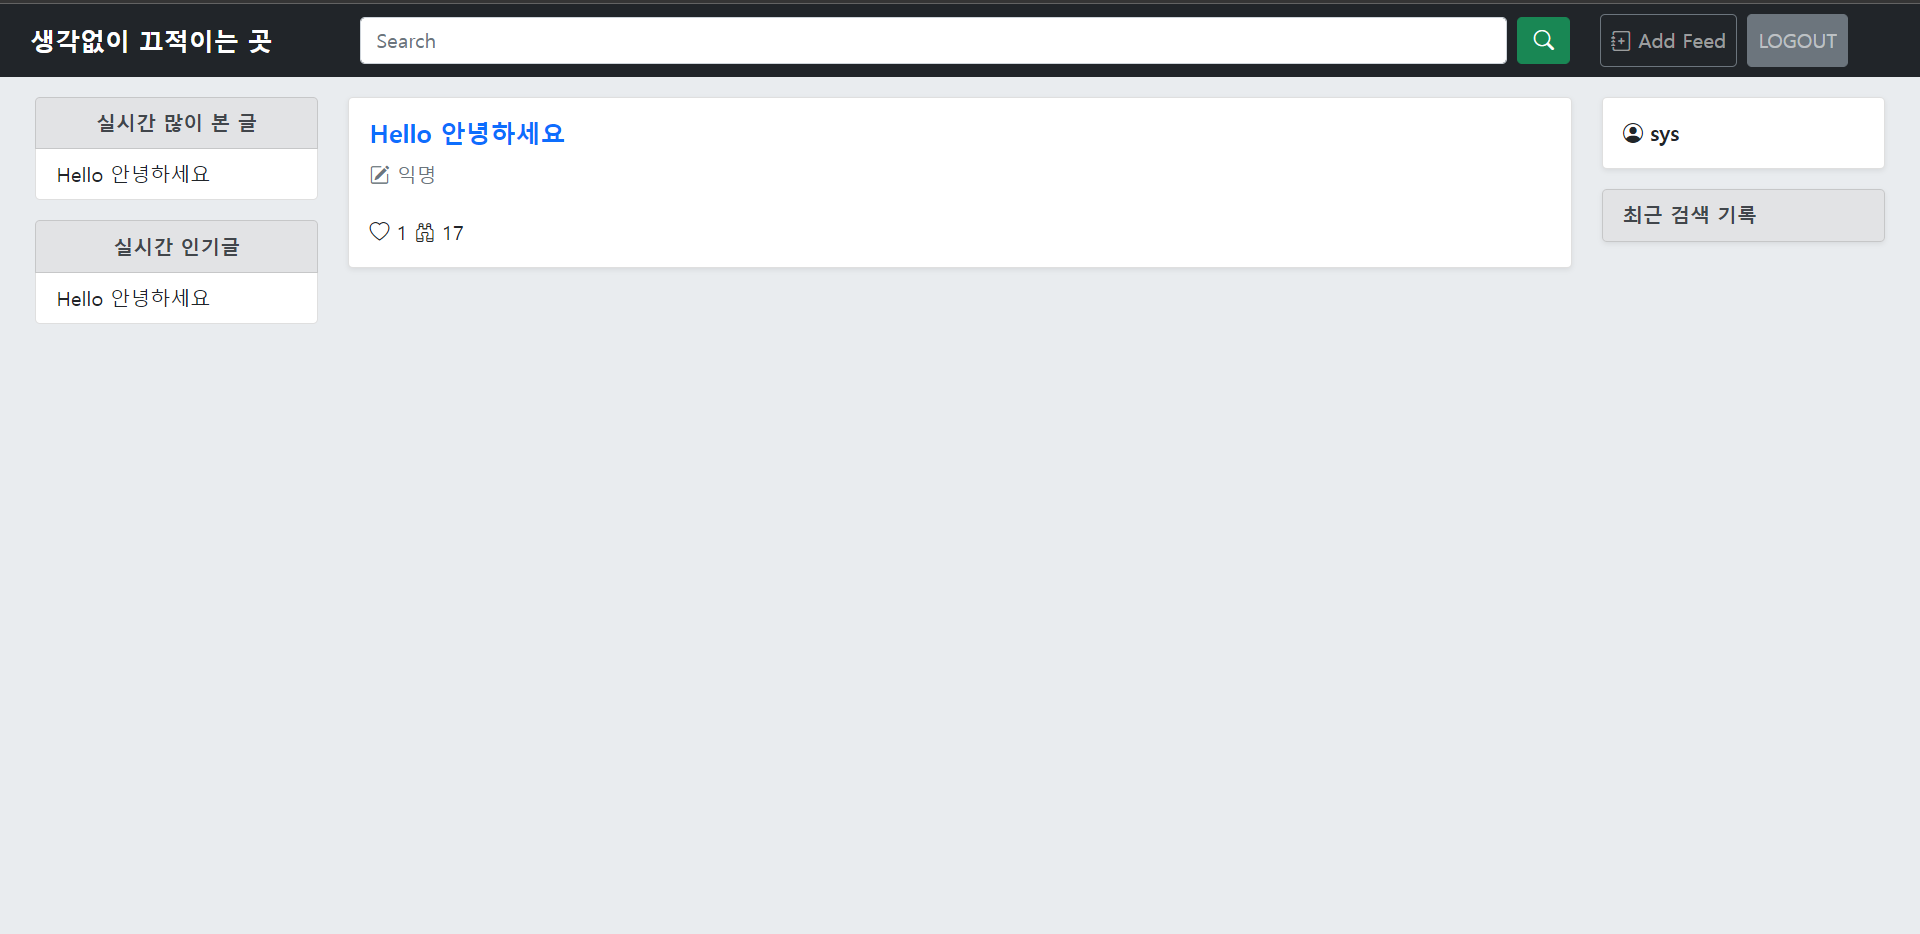 생각없이 끄적이는 곳
Search
Add Feed
LOGOUT
실시간 많이 본 글
Hello 안녕하세요
실시간 인기글
Hello 안녕하세요
Hello 안녕하세요
익명
1 17
sys
최근 검색 기록